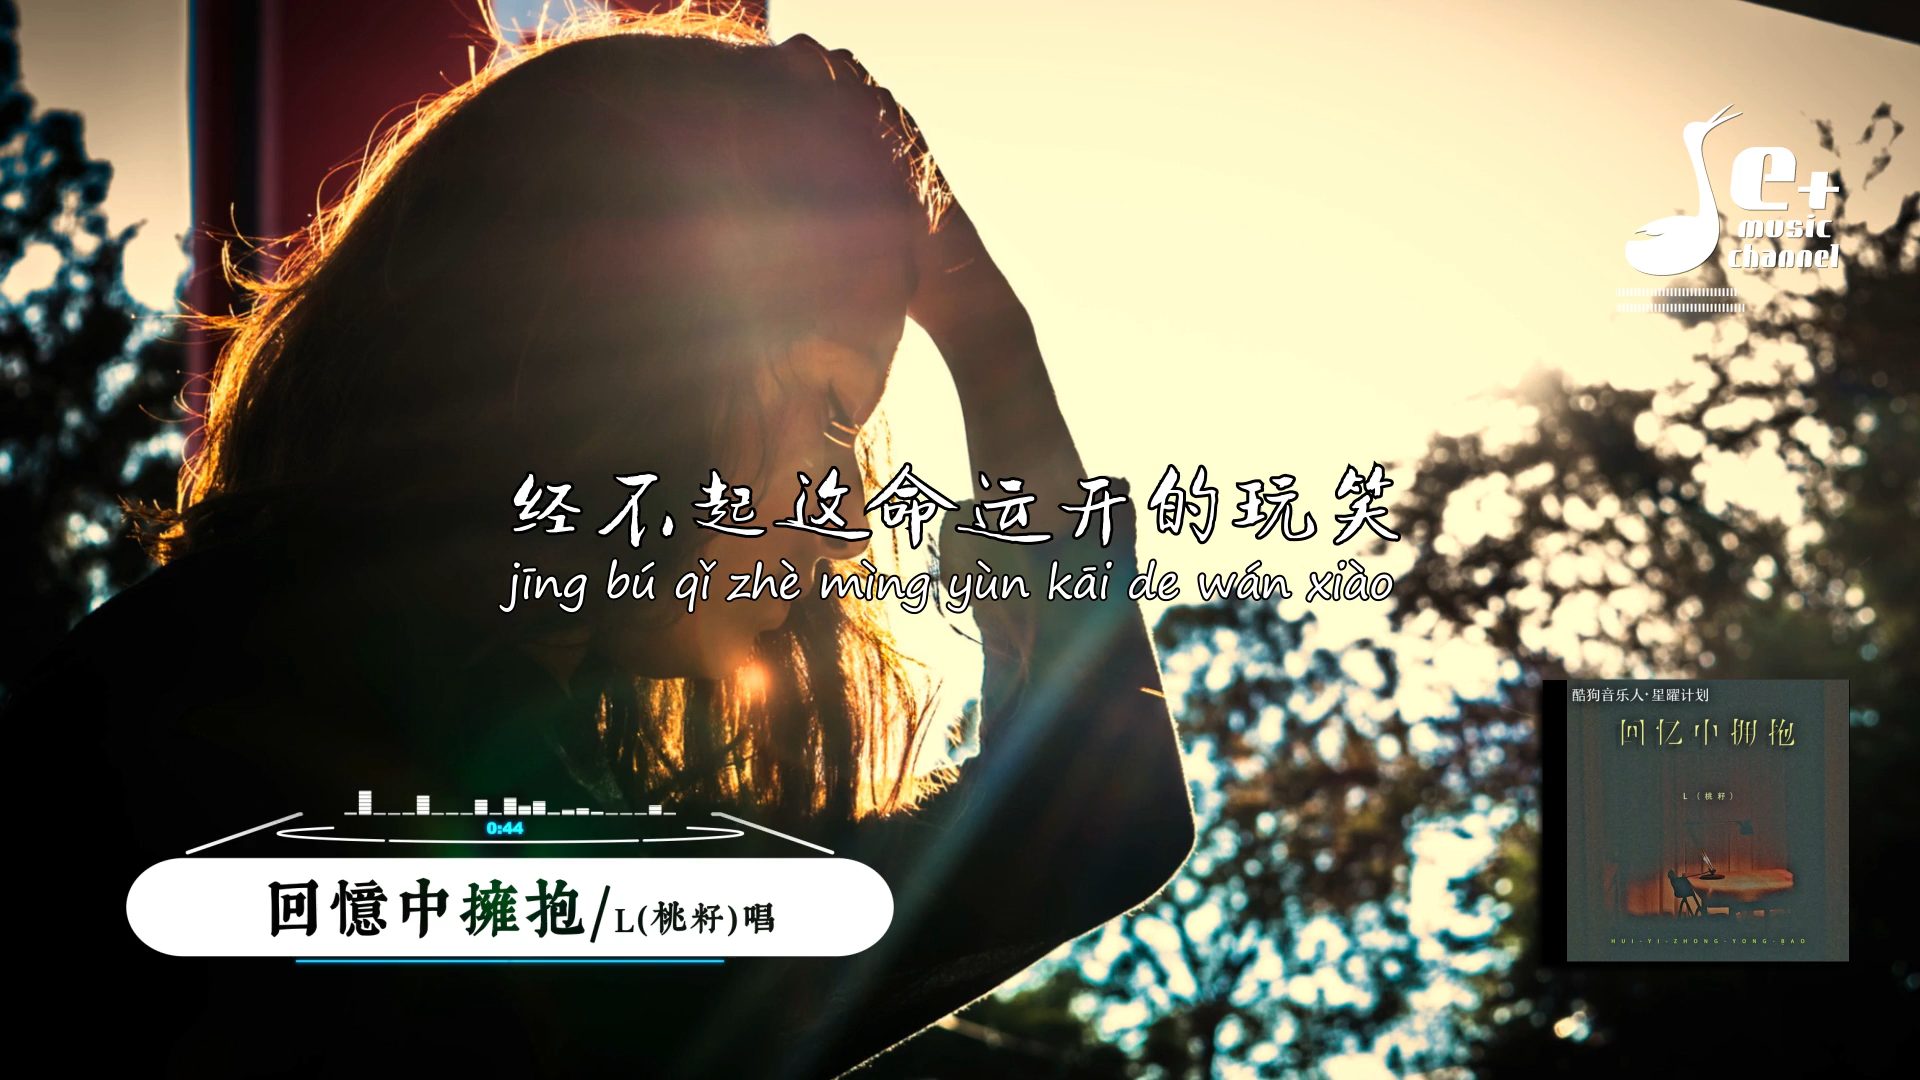 e+
music
channel
经不起这命运开的玩笑
jīng bú qǐ zhè mìng yùn kāi de wán xiào
酷狗音乐人·星曜计划
回忆中拥抱
L（桃籽）
HUI-YI-ZHONG-YONG-BAO
0:44
回憶中擁抱/L(桃籽)唱